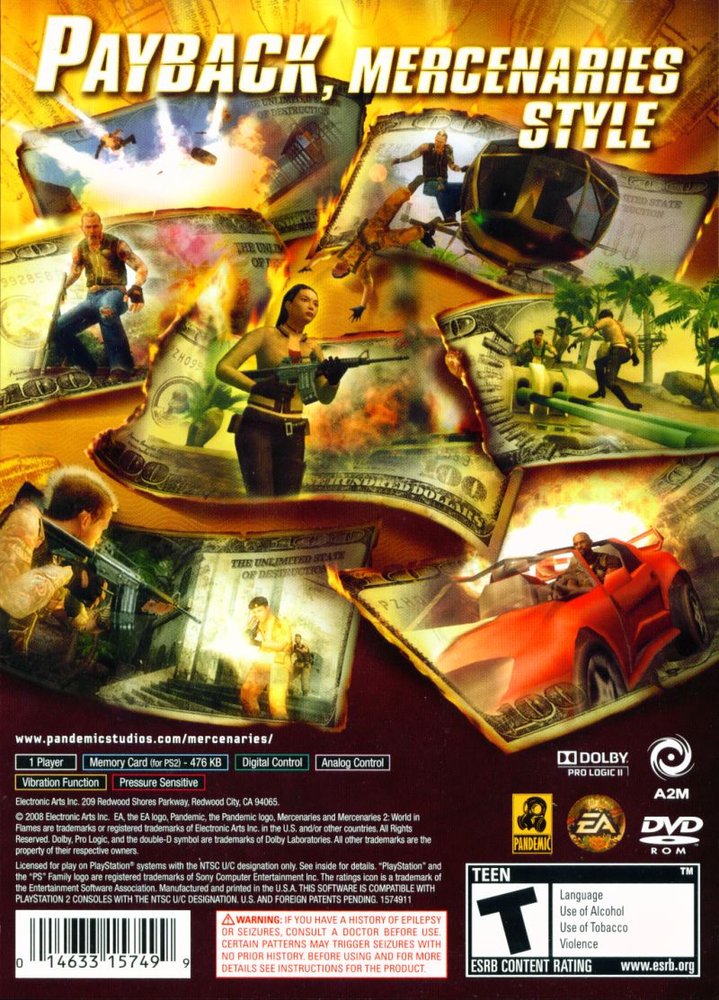 PAYBACK, MERCENARIES
STYLE
THE UNLIMITED STATE
OF DESTRUCTION
100
100
100
HUNDRED DOLLARS
THE UNLIMITED STATE
OF DESTRUCTION
100
www.pandemicstudios.com/mercenaries/
1 Player
Memory Card (for PS2) - 476 KB
Digital Control
Analog Control
Vibration Function
Pressure Sensitive
DOLBY
PRO LOGIC II
A2M
PANDEMIC
EA
DVD
ROM
Electronic Arts Inc. 209 Redwood Shores Parkway, Redwood City, CA 94065.
© 2008 Electronic Arts Inc. EA, the EA logo, Pandemic, the Pandemic logo, Mercenaries and Mercenaries 2: World in
Flames are trademarks or registered trademarks of Electronic Arts Inc. in the U.S. and/or other countries. All Rights
Reserved. Dolby, Pro Logic, and the double-D symbol are trademarks of Dolby Laboratories. All other trademarks are the
property of their respective owners.
Licensed for play on PlayStation® systems with the NTSC U/C designation only. See inside for details. "PlayStation" and
the "PS" Family logo are registered trademarks of Sony Computer Entertainment Inc. The ratings icon is a trademark of
the Entertainment Software Association. Manufactured and printed in the U.S.A. THIS SOFTWARE IS COMPATIBLE WITH
PLAYSTATION 2 CONSOLES WITH THE NTSC U/C DESIGNATION. U.S. AND FOREIGN PATENTS PENDING. 1574911
0 14633 15749 9
WARNING: IF YOU HAVE A HISTORY OF EPILEPSY
OR SEIZURES, CONSULT A DOCTOR BEFORE USE.
CERTAIN PATTERNS MAY TRIGGER SEIZURES WITH
NO PRIOR HISTORY. BEFORE USING AND FOR MORE
DETAILS SEE INSTRUCTIONS FOR THE PRODUCT.
TEEN ™
T
Language
Use of Alcohol
Use of Tobacco
Violence
ESRB CONTENT RATING www.esrb.org